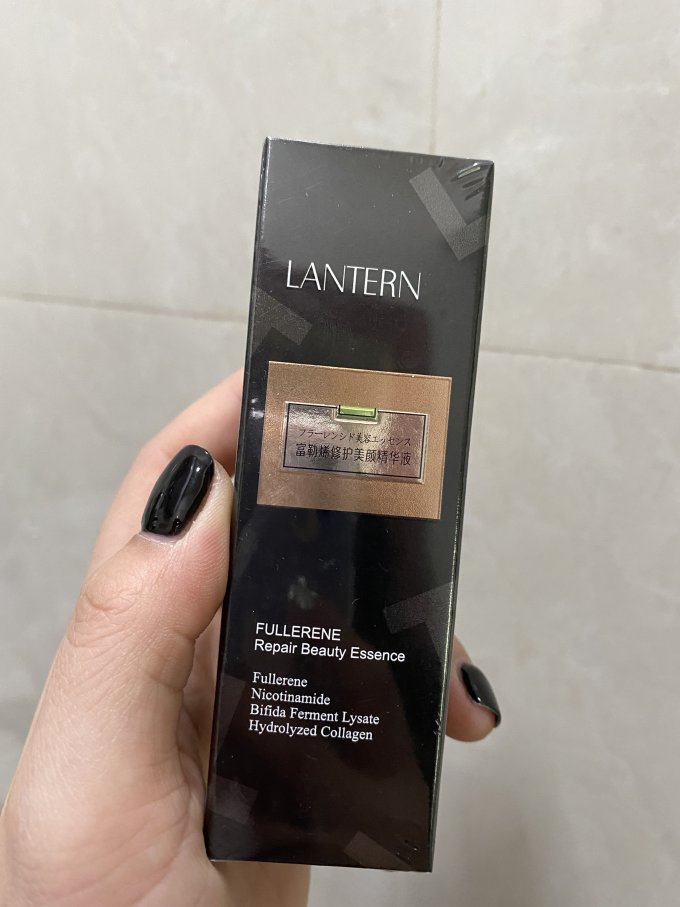 LANTERN
フラーレンシド美容エッセンス
富勒烯修护美颜精华液
FULLERENE
Repair Beauty Essence
Fullerene
Nicotinamide
Bifida Ferment Lysate
Hydrolyzed Collagen